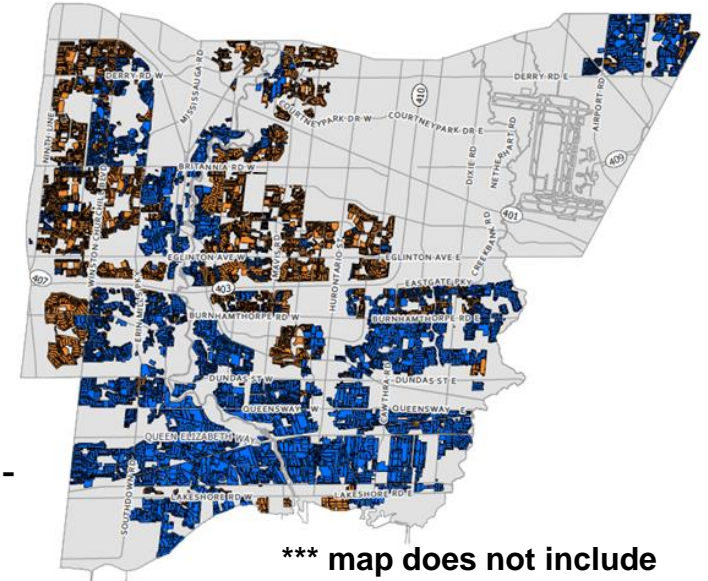 DERRY RD W
MISSISSAUGA RD
410
DERRY RD E
AIRPORT RD
NINTH LINE
COURTNEYPARK DR W
COURTNEYPARK DR E
DIXIE RD
NETHERHART RD
409
BRITANNIA RD W
WINSTON CHURCHILL BLVD
401
MAVIS RD
HURONTARIO ST
CREEKBANK RD
EGLINTON AVE W
EGLINTON AVE E
407
ERIN MILLS PKY
403
EASTGATE PKY
BURNHAMTHORPE RD W
BURNHAMTHORPE RD E
DUNDAS ST W
CAWTHRA RD
DUNDAS ST E
QUEENSWAY W
QUEENSWAY E
QUEEN ELIZABETH WAY
-
SOUTHDOWN RD
LAKESHORE RD W
LAKESHORE RD E
*** map does not include